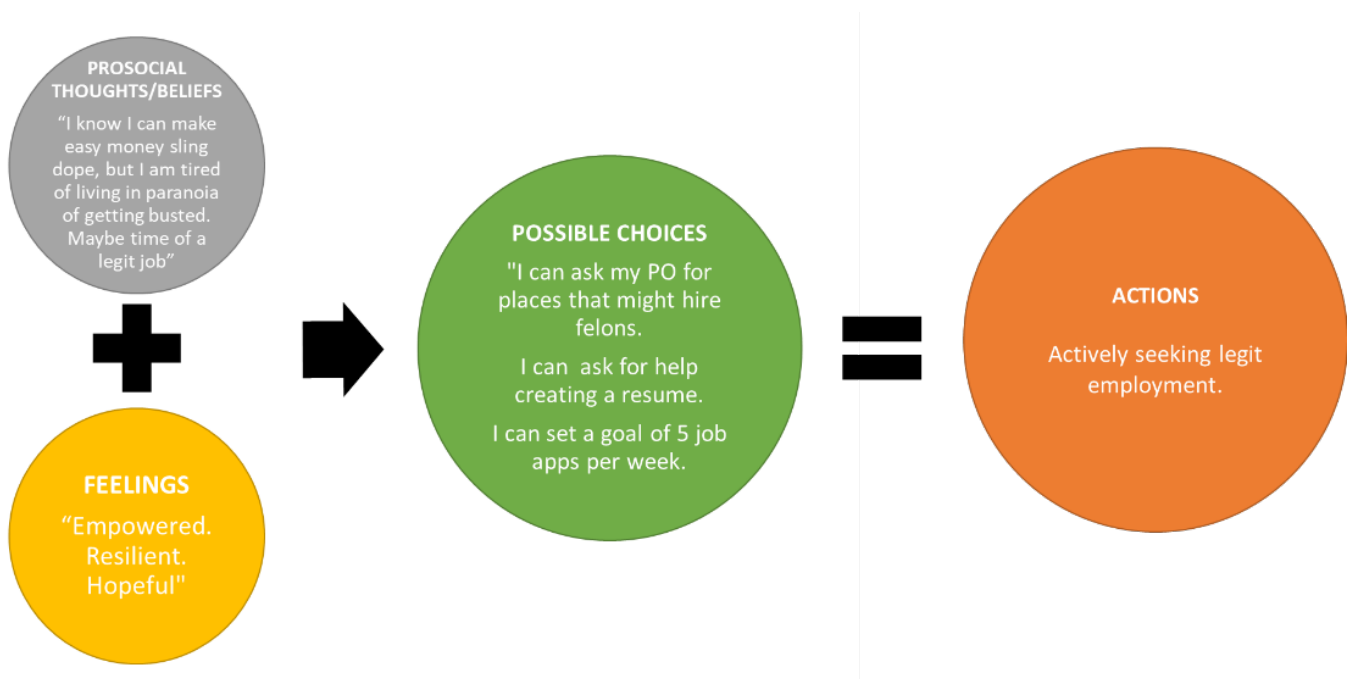 PROSOCIAL
THOUGHTS/BELIEFS
“I know I can make
easy money sling
dope, but I am tired
of living in paranoia
of getting busted.
Maybe time of a
legit job”
FEELINGS
“Empowered.
Resilient.
Hopeful"
POSSIBLE CHOICES
"I can ask my PO for
places that might hire
felons.
I can  ask for help
creating a resume.
I can set a goal of 5 job
apps per week.
ACTIONS
Actively seeking legit
employment.